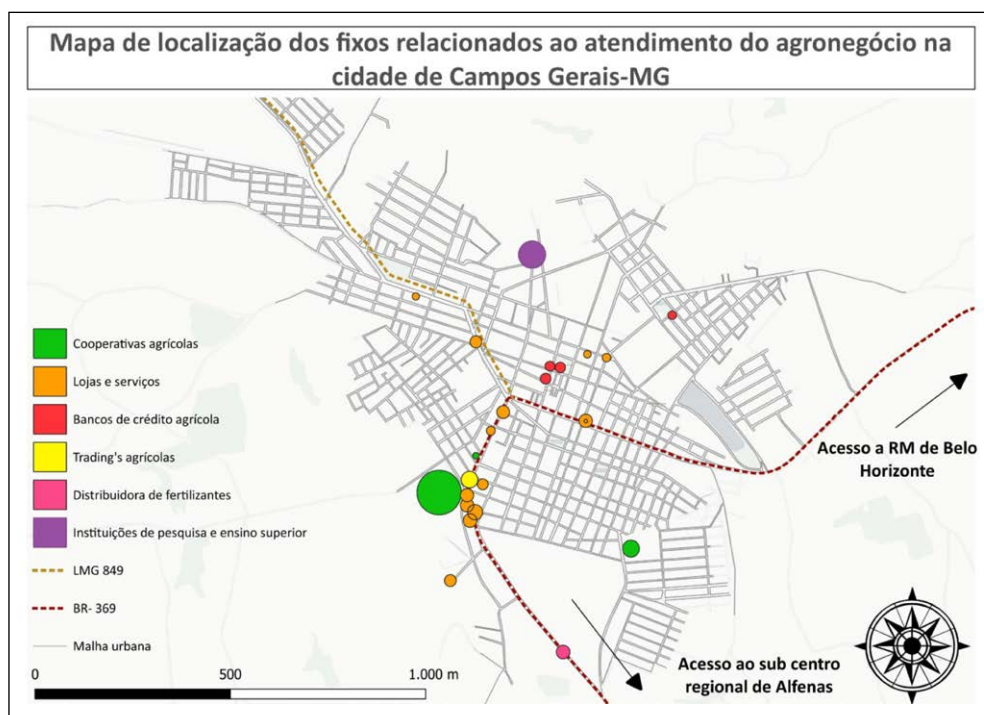 Mapa de localização dos fixos relacionados ao atendimento do agronegócio na
cidade de Campos Gerais-MG
Cooperativas agrícolas
Lojas e serviços
Bancos de crédito agrícola
Trading's agrícolas
Distribuidora de fertilizantes
Instituições de pesquisa e ensino superior
LMG 849
BR- 369
Malha urbana
0 500 1.000 m
Acesso a RM de Belo
Horizonte
Acesso ao sub centro
regional de Alfenas